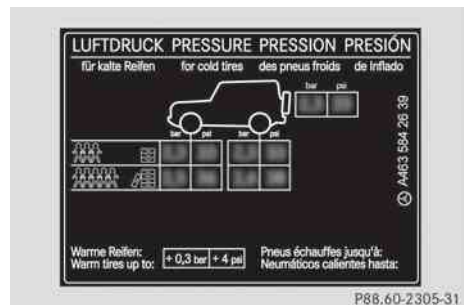 LUFTDRUCK PRESSURE PRESSION PRESIÓN
für kalte Reifen for cold tires des pneus froids de Inflado
bar psi
bar psi bar psi
A463 584 26 39
Warme Reifen:
Warm tires up to:
+ 0,3 bar + 4 psi
Pneus échauffes jusqu'à:
Neumáticos calientes hasta:
P88.60-2305-31